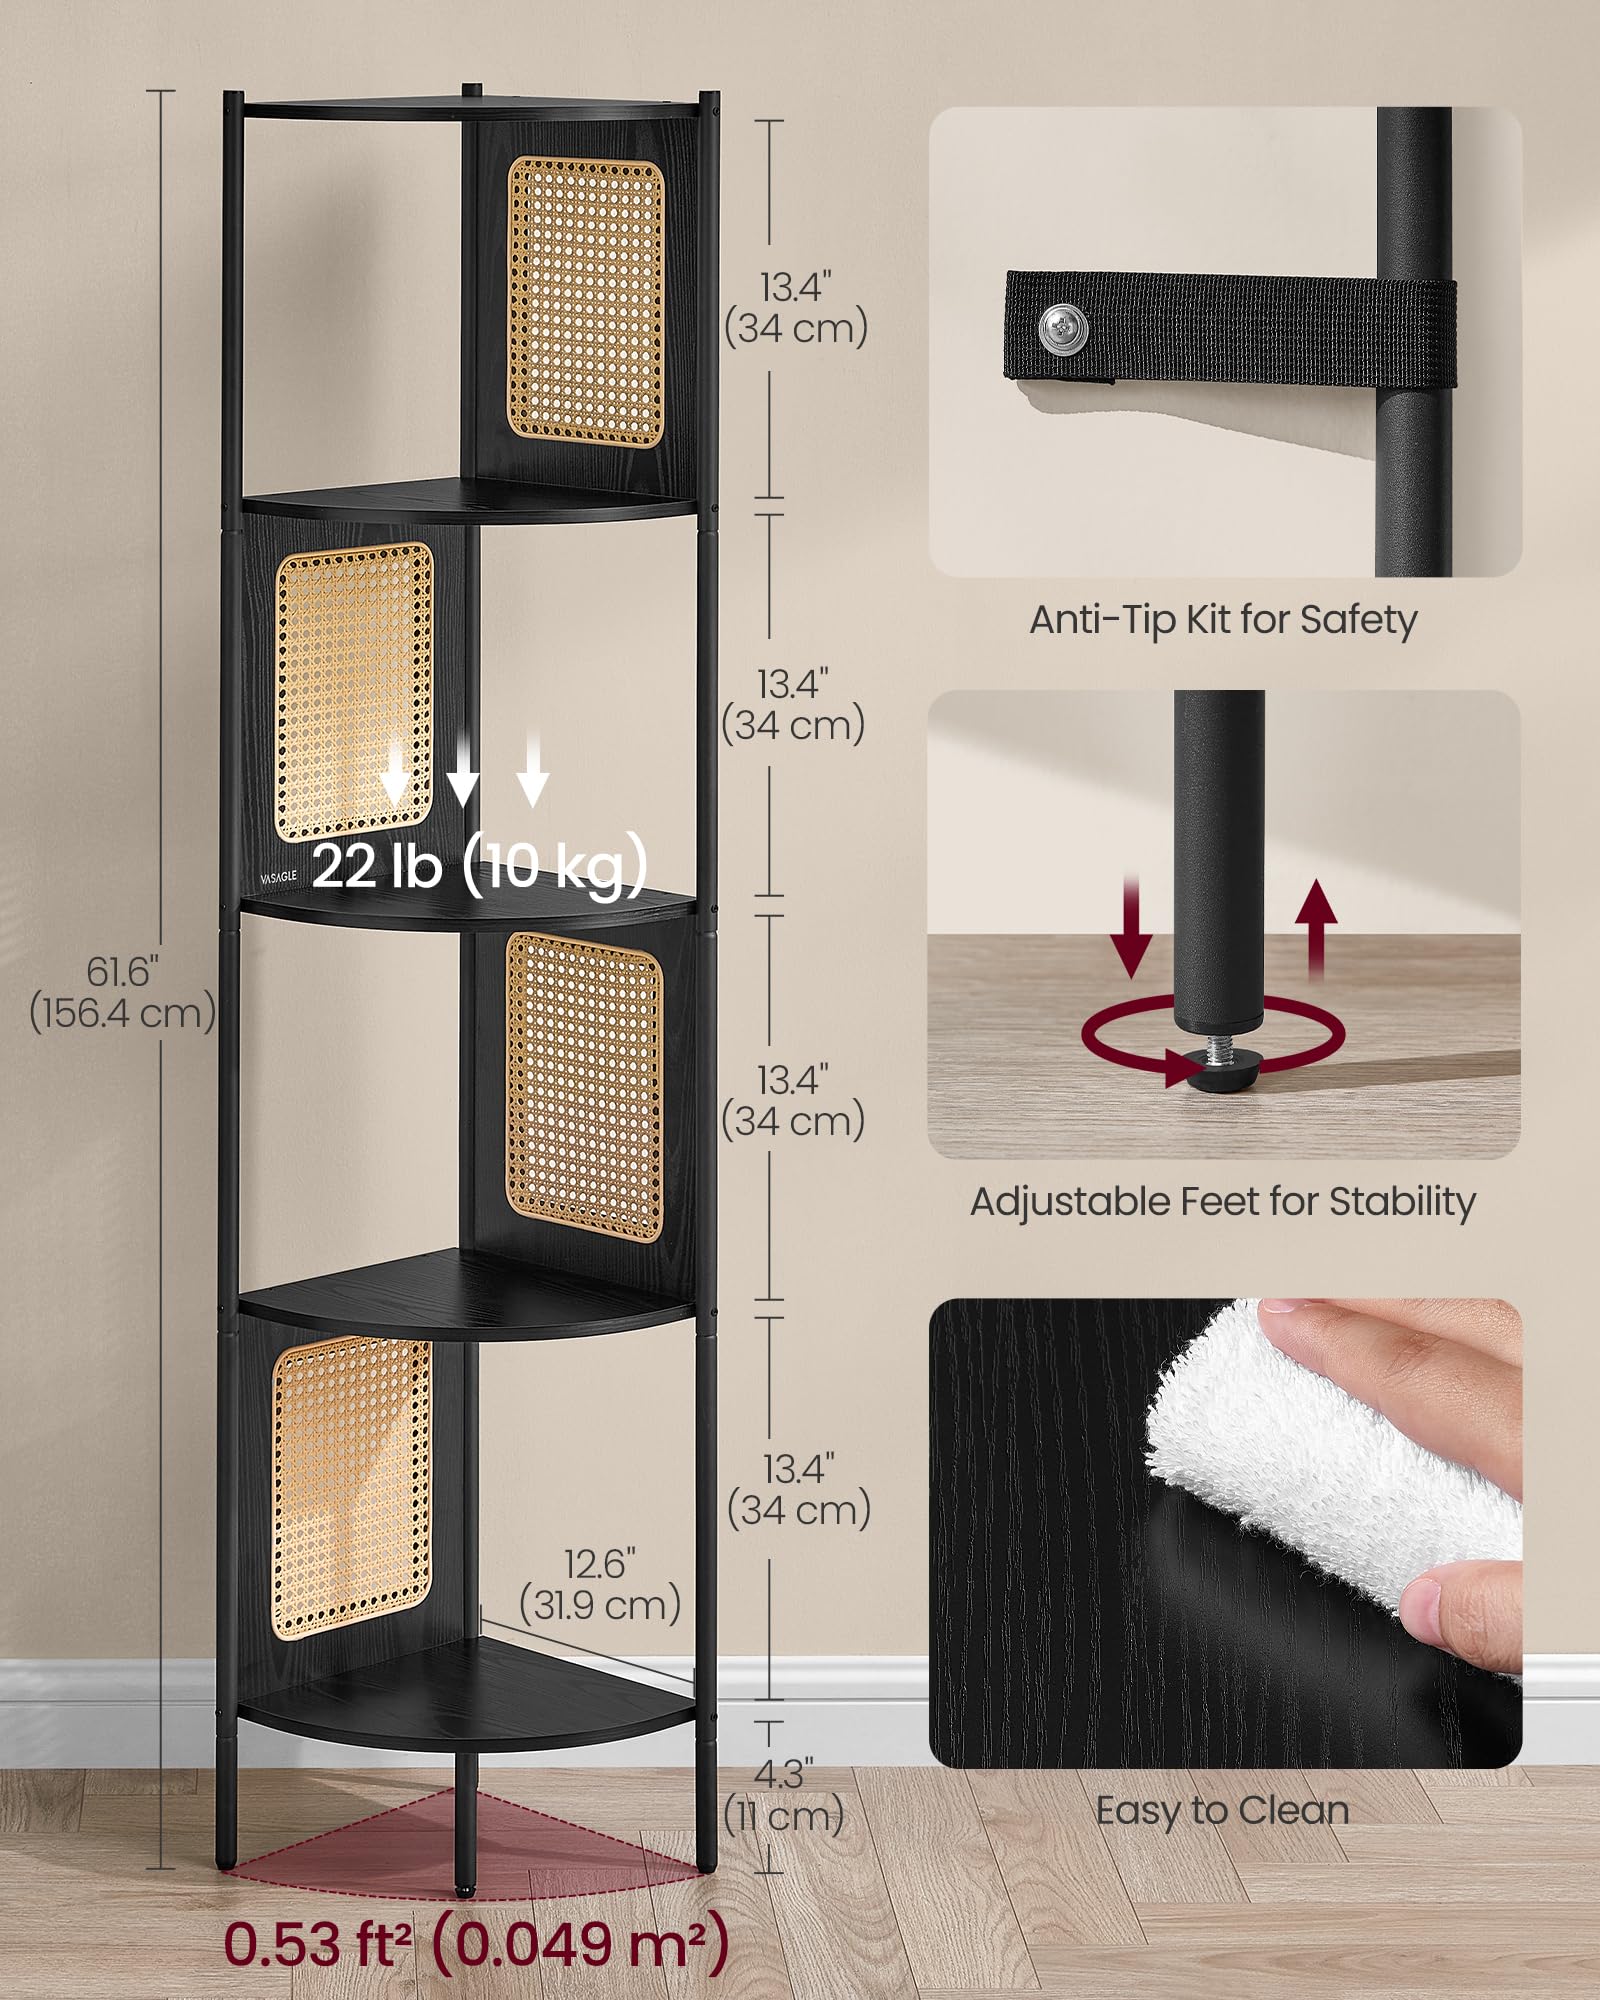 13.4"
(34 cm)
13.4"
(34 cm)
22 lb (10 kg)
VASAGLE
61.6"
(156.4 cm)
13.4"
(34 cm)
13.4"
(34 cm)
12.6"
(31.9 cm)
4.3"
(11 cm)
0.53 ft² (0.049 m²)
Anti-Tip Kit for Safety
Adjustable Feet for Stability
Easy to Clean